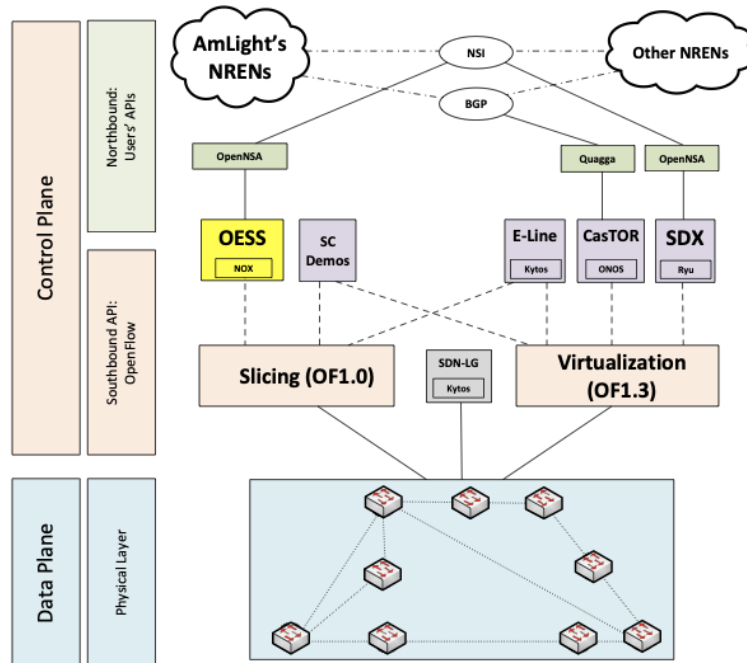 AmLight's
NRENs
NSI
Other NRENs
BGP
Control Plane
Northbound:
Users' APIs
OpenNSA
Quagga
OpenNSA
OESS
NOX
SC
Demos
E-Line
Kytos
CasTOR
ONOS
SDX
Ryu
Southbound API:
OpenFlow
Slicing (OF1.0)
SDN-LG
Kytos
Virtualization
(OF1.3)
Data Plane
Physical Layer